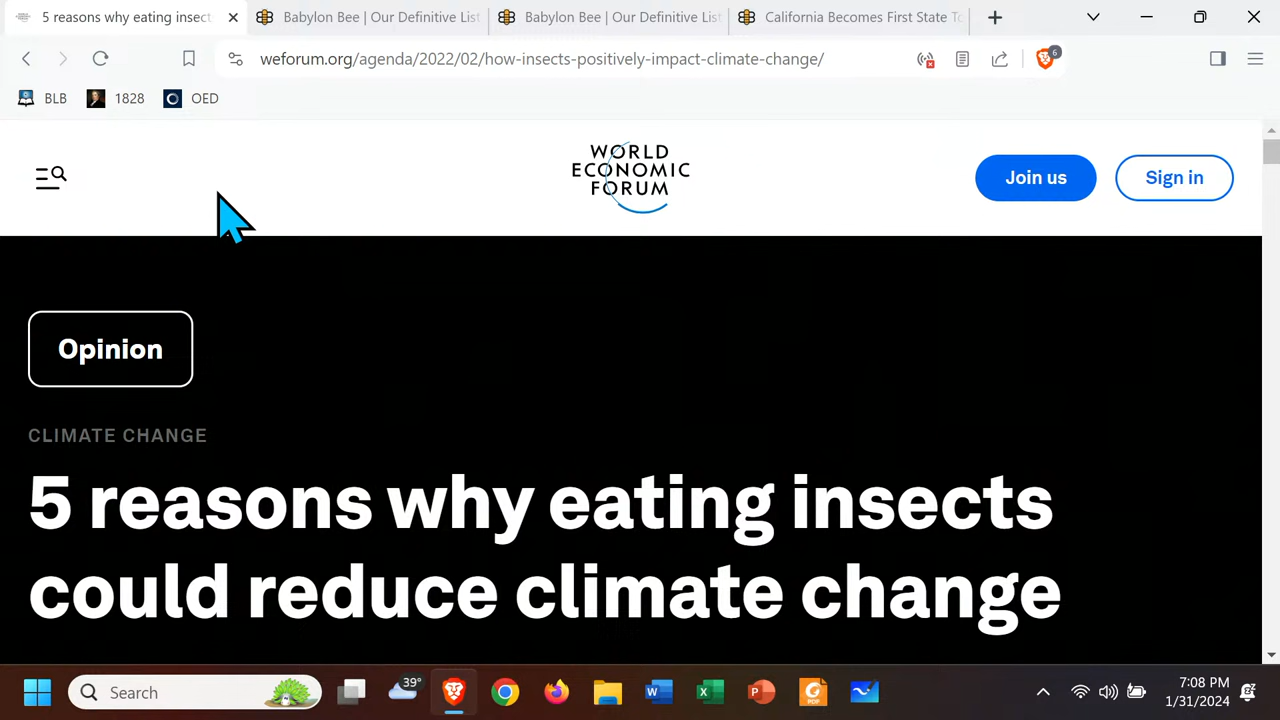 5 reasons why eating insect
Babylon Bee | Our Definitive List
Babylon Bee | Our Definitive List
California Becomes First State To
weforum.org/agenda/2022/02/how-insects-positively-impact-climate-change/
6
BLB
1828
OED
WORLD
ECONOMIC
FORUM
Join us
Sign in
Opinion
CLIMATE CHANGE
5 reasons why eating insects
could reduce climate change
Search
39°
PDF
7:08 PM
1/31/2024